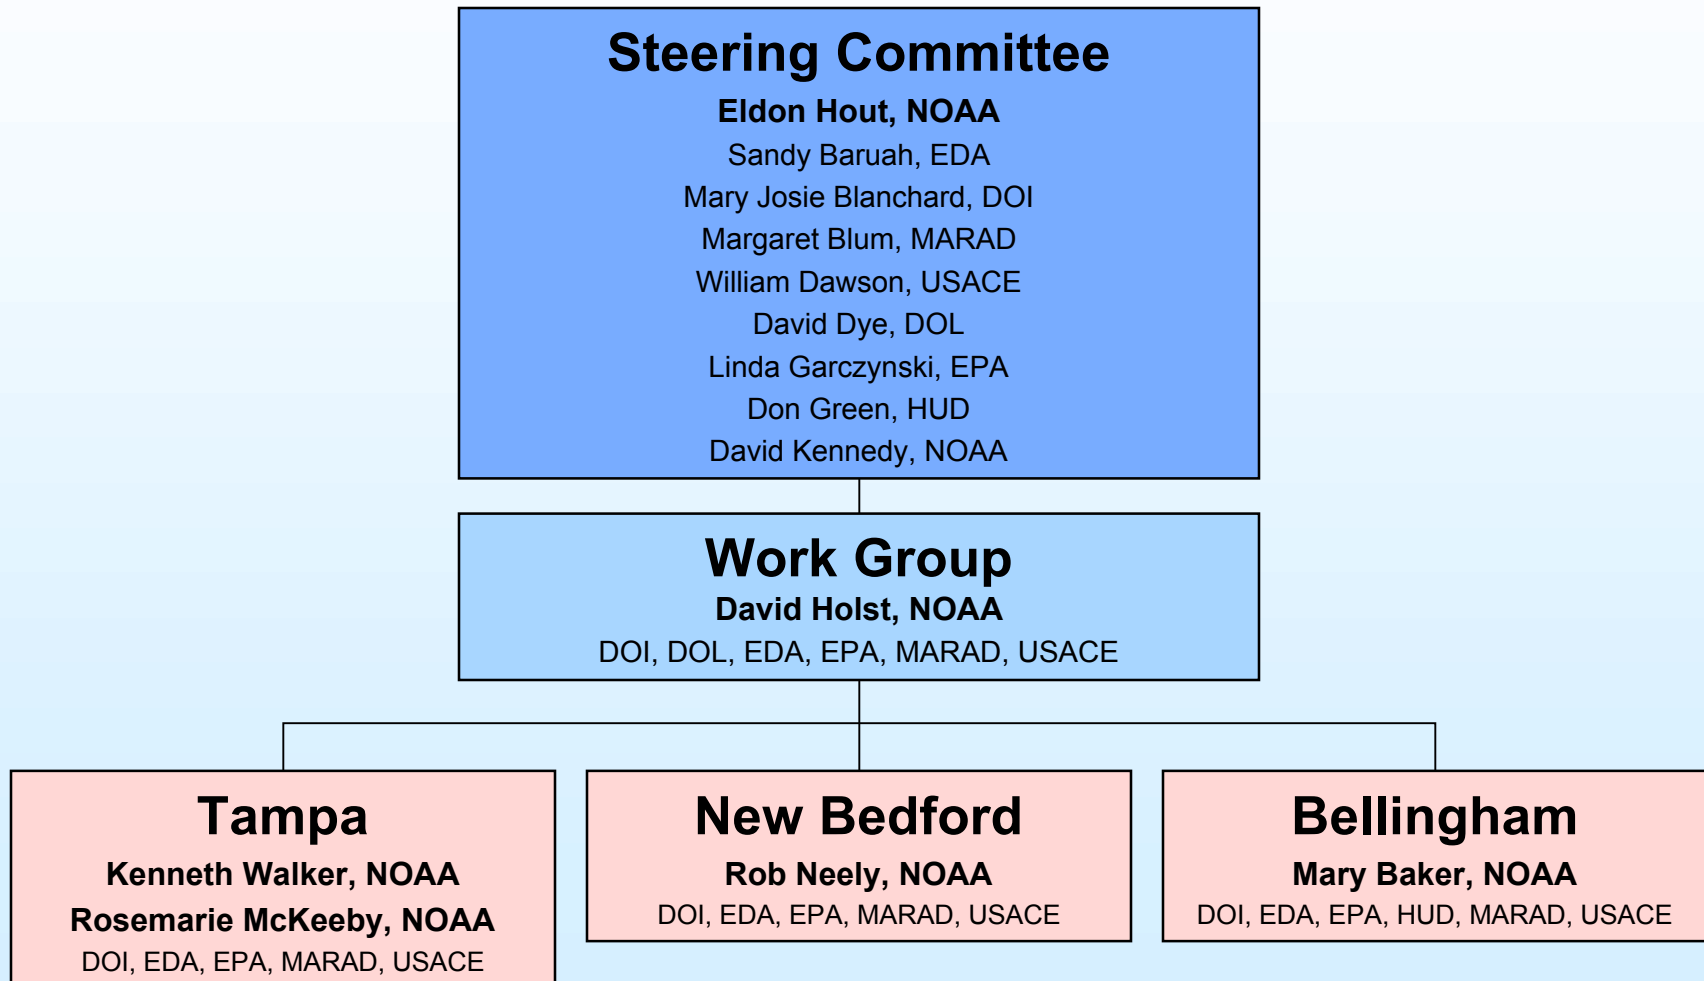 Steering Committee
Eldon Hout, NOAA
Sandy Baruah, EDA
Mary Josie Blanchard, DOI
Margaret Blum, MARAD
William Dawson, USACE
David Dye, DOL
Linda Garczynski, EPA
Don Green, HUD
David Kennedy, NOAA
Work Group
David Holst, NOAA
DOI, DOL, EDA, EPA, MARAD, USACE
Tampa
Kenneth Walker, NOAA
Rosemarie McKeeby, NOAA
DOI, EDA, EPA, MARAD, USACE
New Bedford
Rob Neely, NOAA
DOI, EDA, EPA, MARAD, USACE
Bellingham
Mary Baker, NOAA
DOI, EDA, EPA, HUD, MARAD, USACE